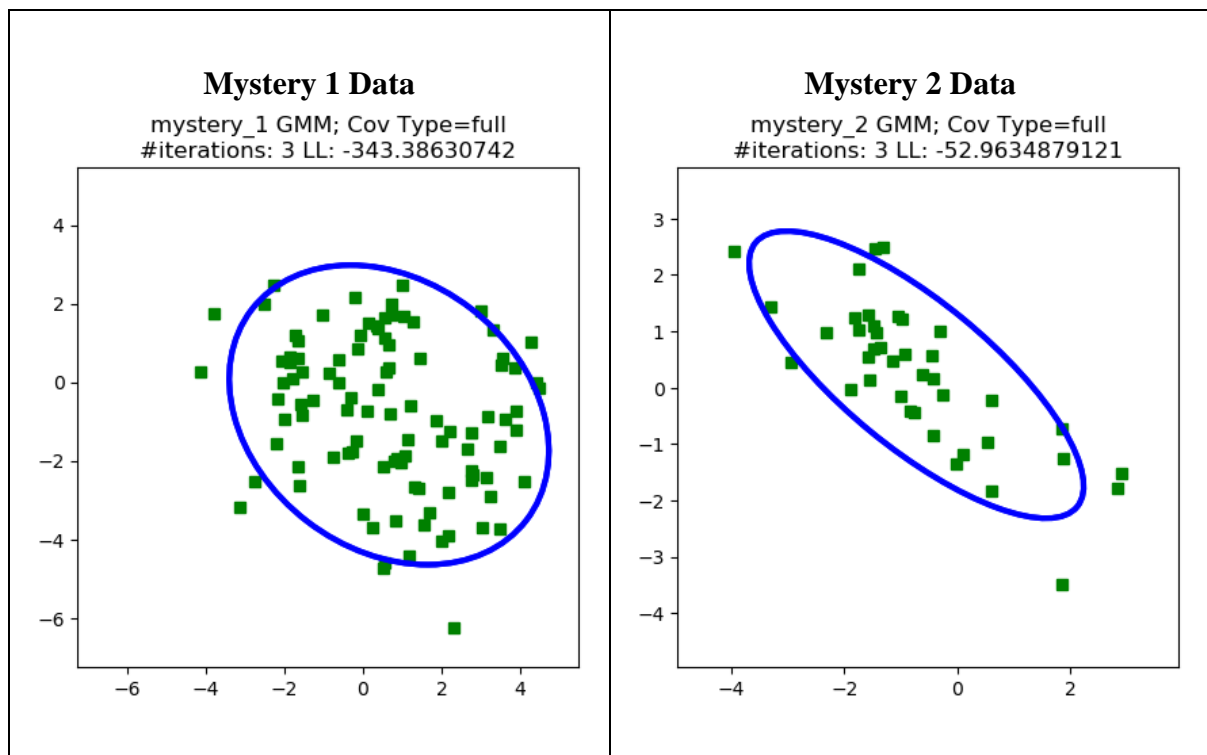 Mystery 1 Data
mystery_1 GMM; Cov Type=full
#iterations: 3 LL: -343.38630742
4
2
0
−2
−4
−6
−6 −4 −2 0 2 4
Mystery 2 Data
mystery_2 GMM; Cov Type=full
#iterations: 3 LL: -52.9634879121
3
2
1
0
−1
−2
−3
−4
−4 −2 0 2